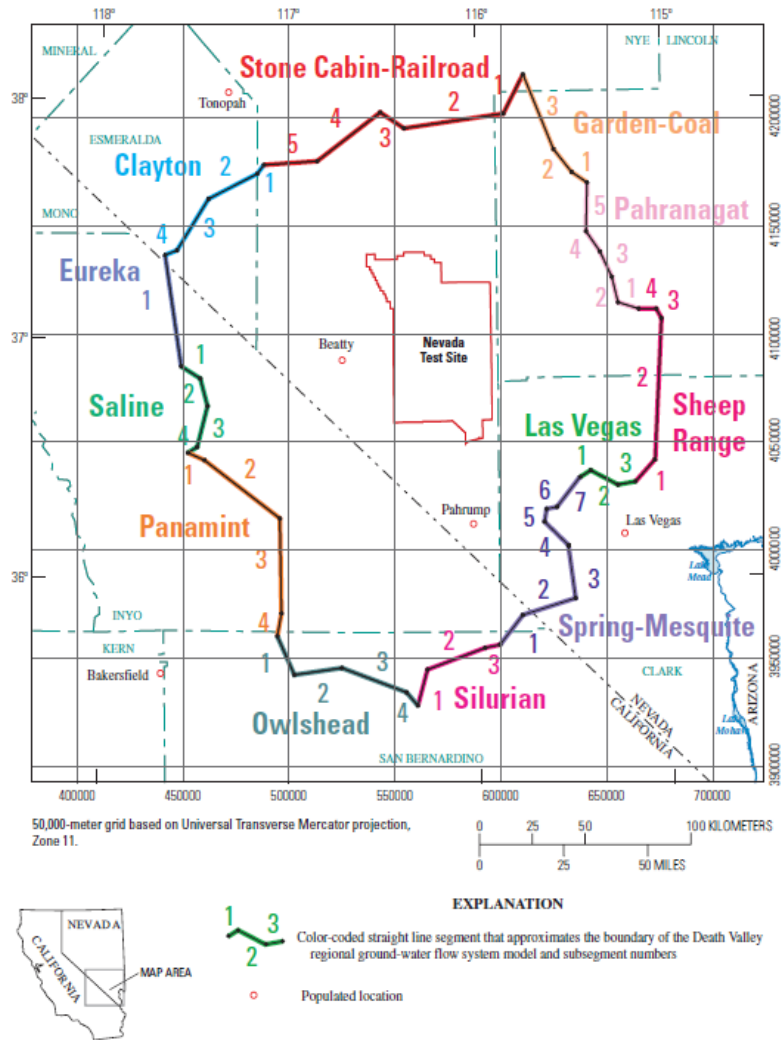 118°
117°
116°
115°
MINERAL
NYE
LINCOLN
Stone Cabin-Railroad
1
38°
Tonopah
4
2
3
4200000
Garden-Coal
ESMERALDA
5
3
2
1
Clayton
2
1
5
Pahranagat
MONO
3
4
3
4150000
4
Eureka
2
1
4
3
1
Nevada
Test Site
37°
Beatty
4100000
1
2
2
Saline
Sheep
Range
3
4
Las Vegas
1
3
4050000
1
2
6
7
2
1
Pahrump
5
Las Vegas
Panamint
4
3
36°
2
3
Lake
Mead
4000000
4
INYO
1
Spring-Mesquite
KERN
2
3
3950000
Bakersfield
1
3
CLARK
2
1
Silurian
4
Owlshead
NEVADA
CALIFORNIA
ARIZONA
Lake
Mohave
SAN BERNARDINO
3900000
400000
450000
500000
550000
600000
650000
700000
50,000-meter grid based on Universal Transverse Mercator projection,
Zone 11.
0
25
50
100 KILOMETERS
0
25
50 MILES
EXPLANATION
1
3
2
Color-coded straight line segment that approximates the boundary of the Death Valley
regional ground-water flow system model and subsegment numbers
Populated location
NEVADA
CALIFORNIA
MAP AREA